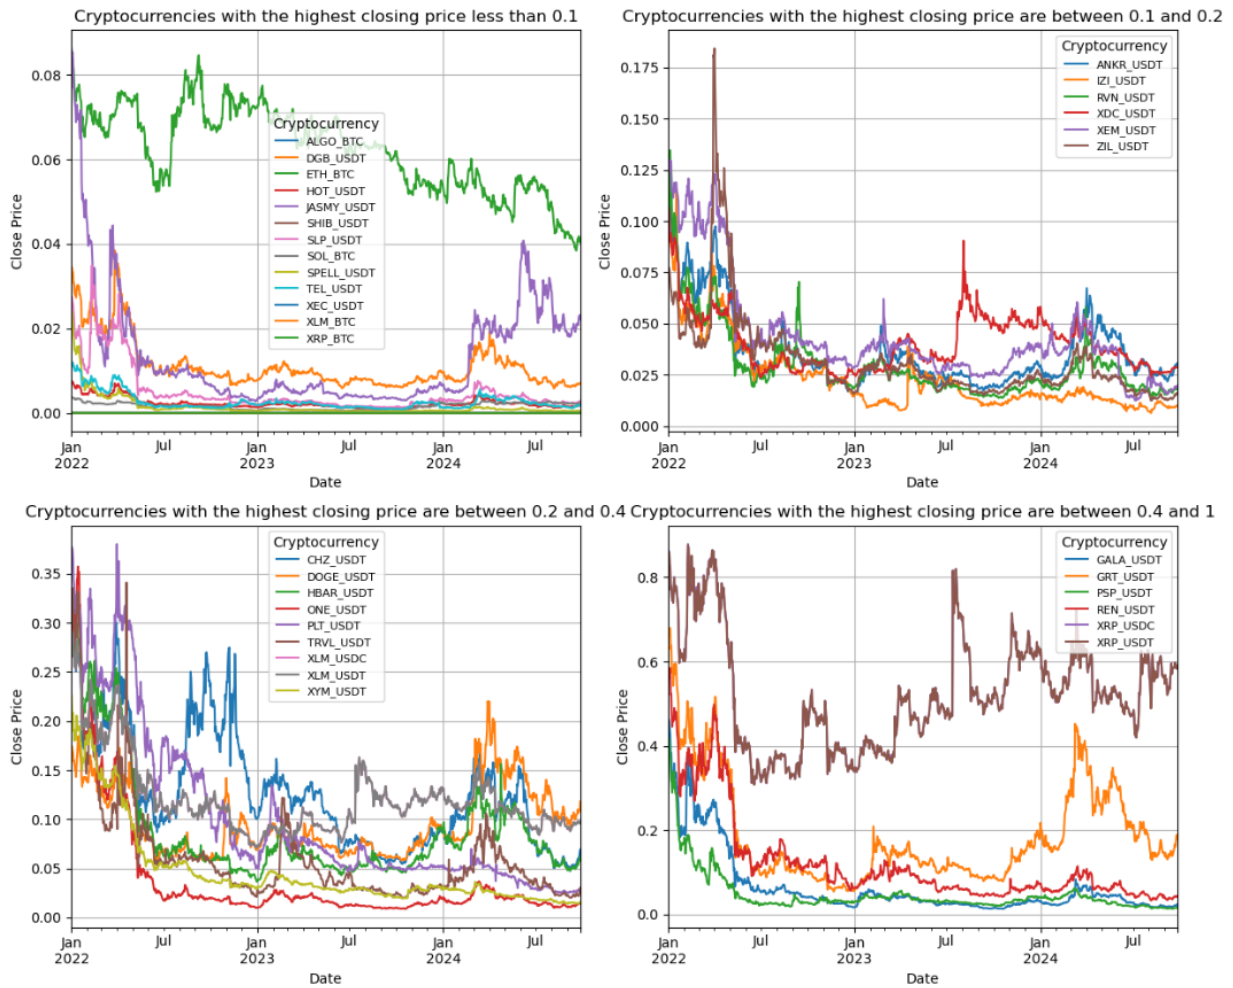 Cryptocurrencies with the highest closing price less than 0.1
Close Price
0.08
0.06
0.04
0.02
0.00
Cryptocurrency
ALGO_BTC
DGB_USDT
ETH_BTC
HOT_USDT
JASMY_USDT
SHIB_USDT
SLP_USDT
SOL_BTC
SPELL_USDT
TEL_USDT
XEC_USDT
XLM_BTC
XRP_BTC
Jan Jul Jan Jul Jan Jul
2022 2023 2024
Date
Cryptocurrencies with the highest closing price are between 0.1 and 0.2
Close Price
0.175
0.150
0.125
0.100
0.075
0.050
0.025
0.000
Cryptocurrency
ANKR_USDT
IZI_USDT
RVN_USDT
XDC_USDT
XEM_USDT
ZIL_USDT
Jan Jul Jan Jul Jan Jul
2022 2023 2024
Date
Cryptocurrencies with the highest closing price are between 0.2 and 0.4
Close Price
0.35
0.30
0.25
0.20
0.15
0.10
0.05
0.00
Cryptocurrency
CHZ_USDT
DOGE_USDT
HBAR_USDT
ONE_USDT
PLT_USDT
TRVL_USDT
XLM_USDC
XLM_USDT
XYM_USDT
Jan Jul Jan Jul Jan Jul
2022 2023 2024
Date
Cryptocurrencies with the highest closing price are between 0.4 and 1
Close Price
0.8
0.6
0.4
0.2
0.0
Cryptocurrency
GALA_USDT
GRT_USDT
PSP_USDT
REN_USDT
XRP_USDC
XRP_USDT
Jan Jul Jan Jul Jan Jul
2022 2023 2024
Date